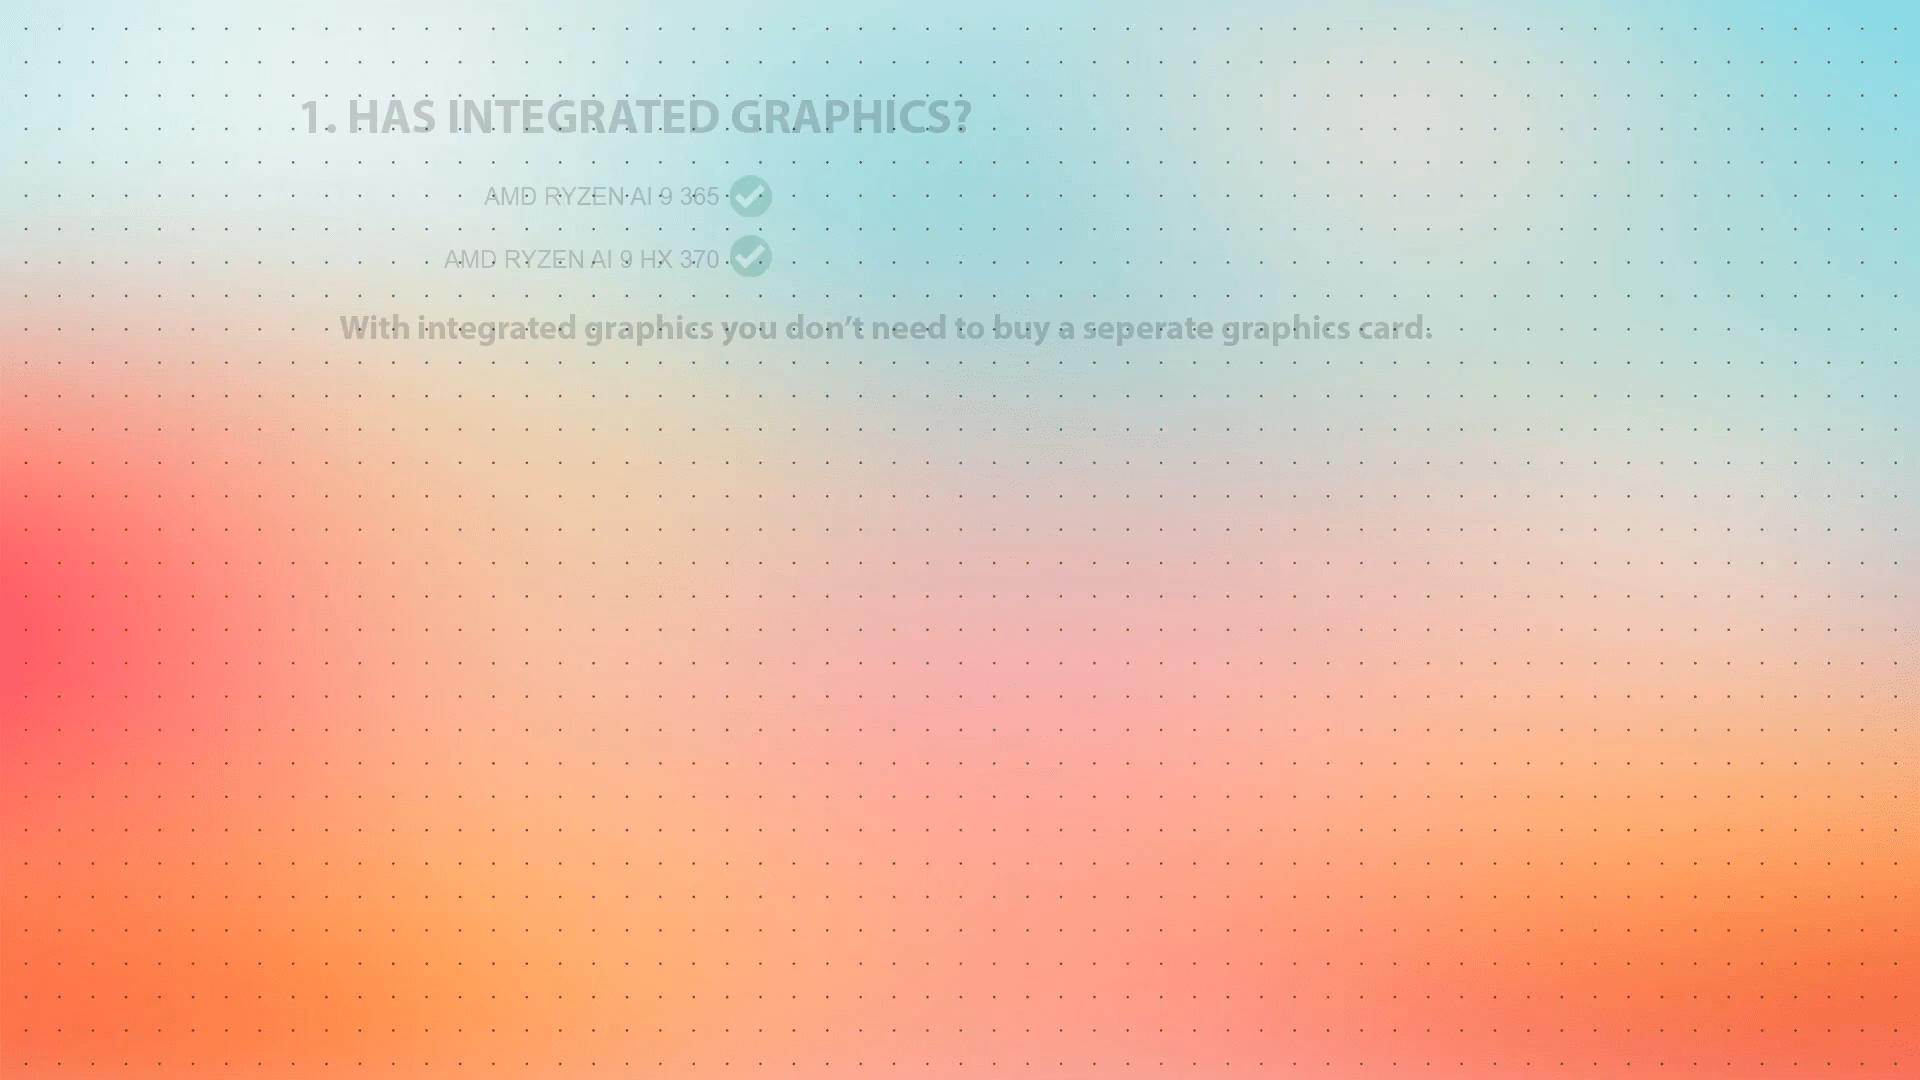 1. HAS INTEGRATED GRAPHICS?
AMD RYZEN AI 9 365
AMD RYZEN AI 9 HX 370
With integrated graphics you don’t need to buy a seperate graphics card.